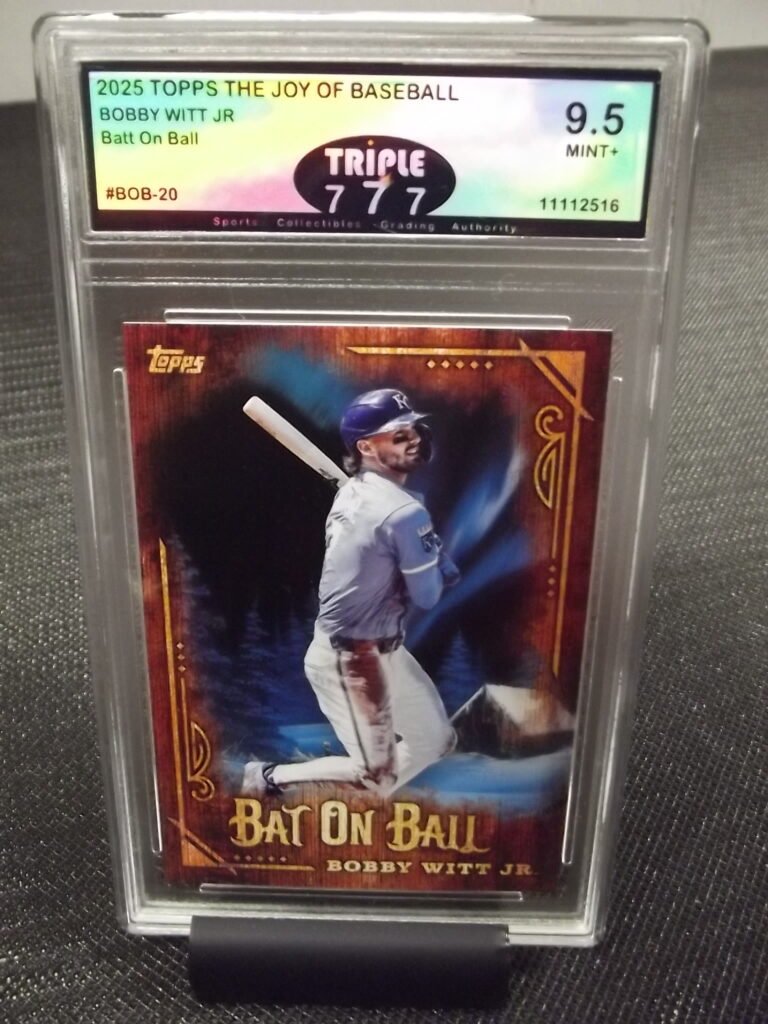 2025 TOPPS THE JOY OF BASEBALL
BOBBY WITT JR
Batt On Ball
#BOB-20
9.5
MINT+
11112516
TRIPLE
777
Sports Collectibles Grading Authority
topps
KC
BAT ON BALL
BOBBY WITT JR.